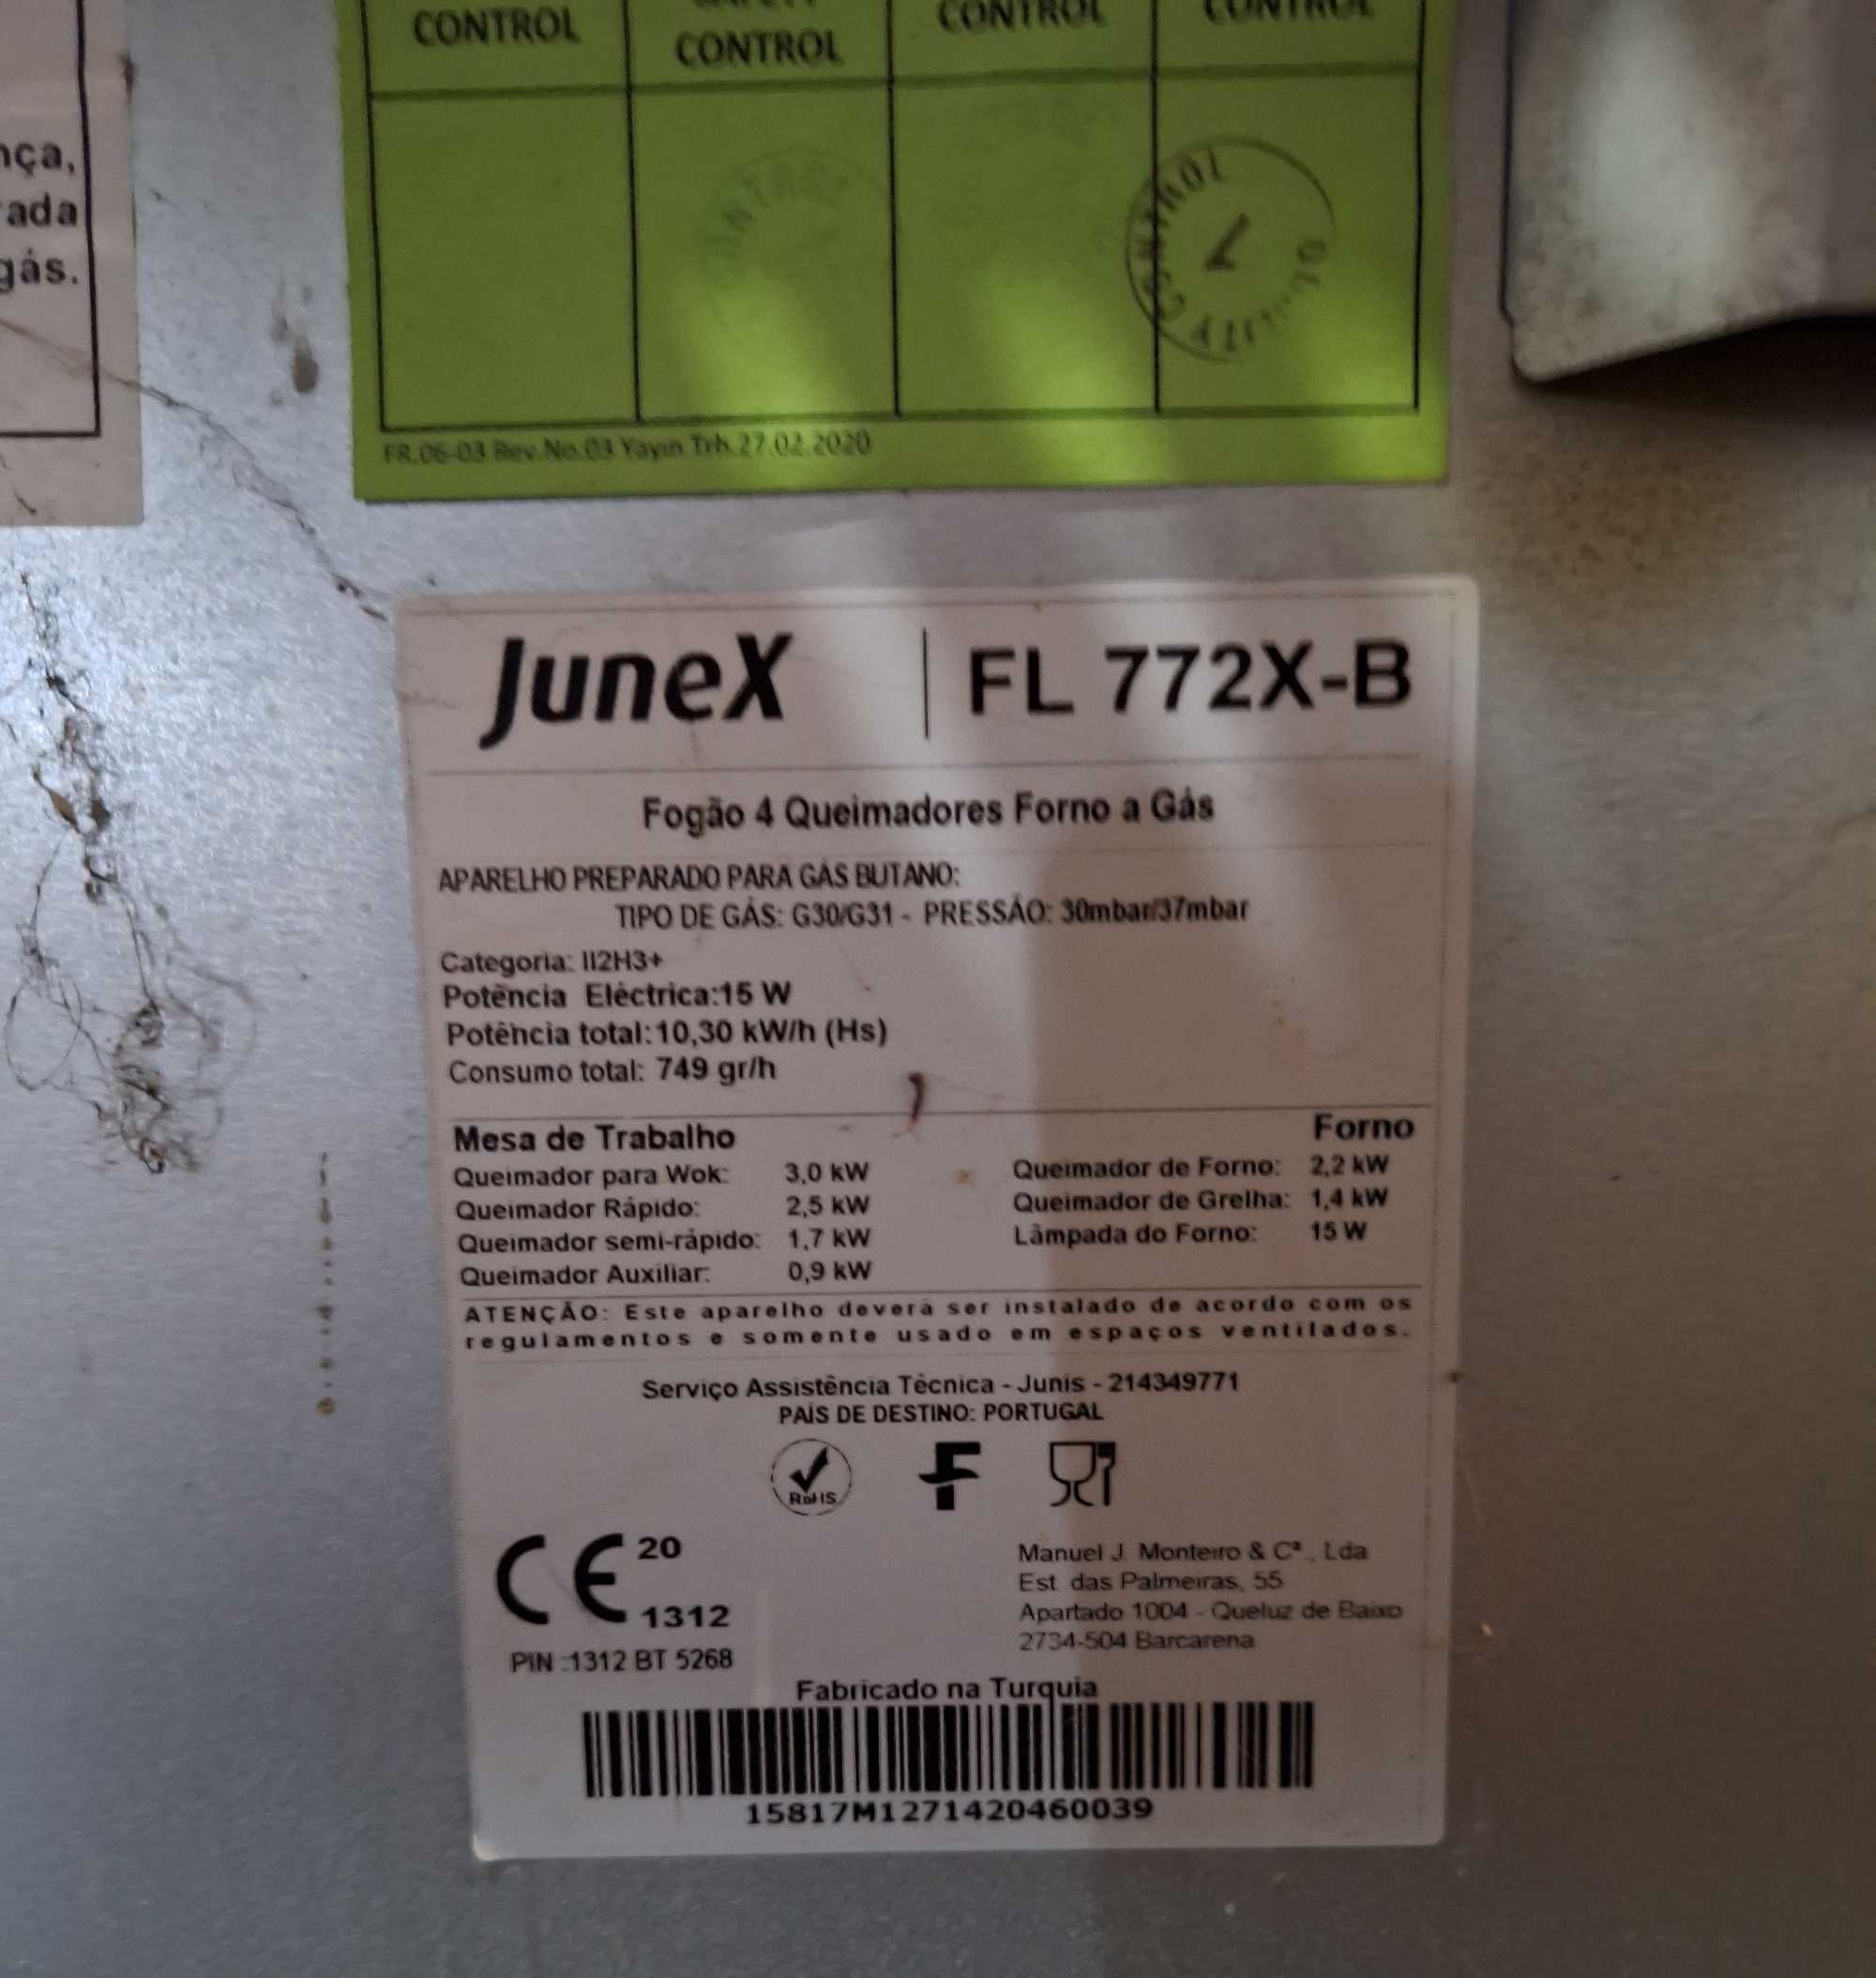 CONTROL
CONTROL
CONTROL
CONTROL
ada
gás.
CONTROL
CONTROL
FR.06-03 Rev.No.03 Yayın Trh.27.02.2020
JuneX | FL 772X-B
Fogão 4 Queimadores Forno a Gás
APARELHO PREPARADO PARA GÁS BUTANO:
TIPO DE GÁS: G30/G31 - PRESSÃO: 30mbar/37mbar
Categoria: II2H3+
Potência Eléctrica:15 W
Potência total:10,30 kW/h (Hs)
Consumo total: 749 gr/h
Mesa de Trabalho
Forno
Queimador para Wok: 3,0 kW
Queimador de Forno: 2,2 kW
Queimador Rápido: 2,5 kW
Queimador de Grelha: 1,4 kW
Queimador semi-rápido: 1,7 kW
Lâmpada do Forno: 15 W
Queimador Auxiliar: 0,9 kW
ATENÇÃO: Este aparelho deverá ser instalado de acordo com os
regulamentos e somente usado em espaços ventilados.
Serviço Assistência Técnica - Junis - 214349771
PAÍS DE DESTINO: PORTUGAL
RoHS
CE 20
1312
PIN :1312 BT 5268
Manuel J. Monteiro & Cª., Lda
Est. das Palmeiras, 55
Apartado 1004 - Queluz de Baixo
2734-504 Barcarena
Fabricado na Turquia
15817M1271420460039